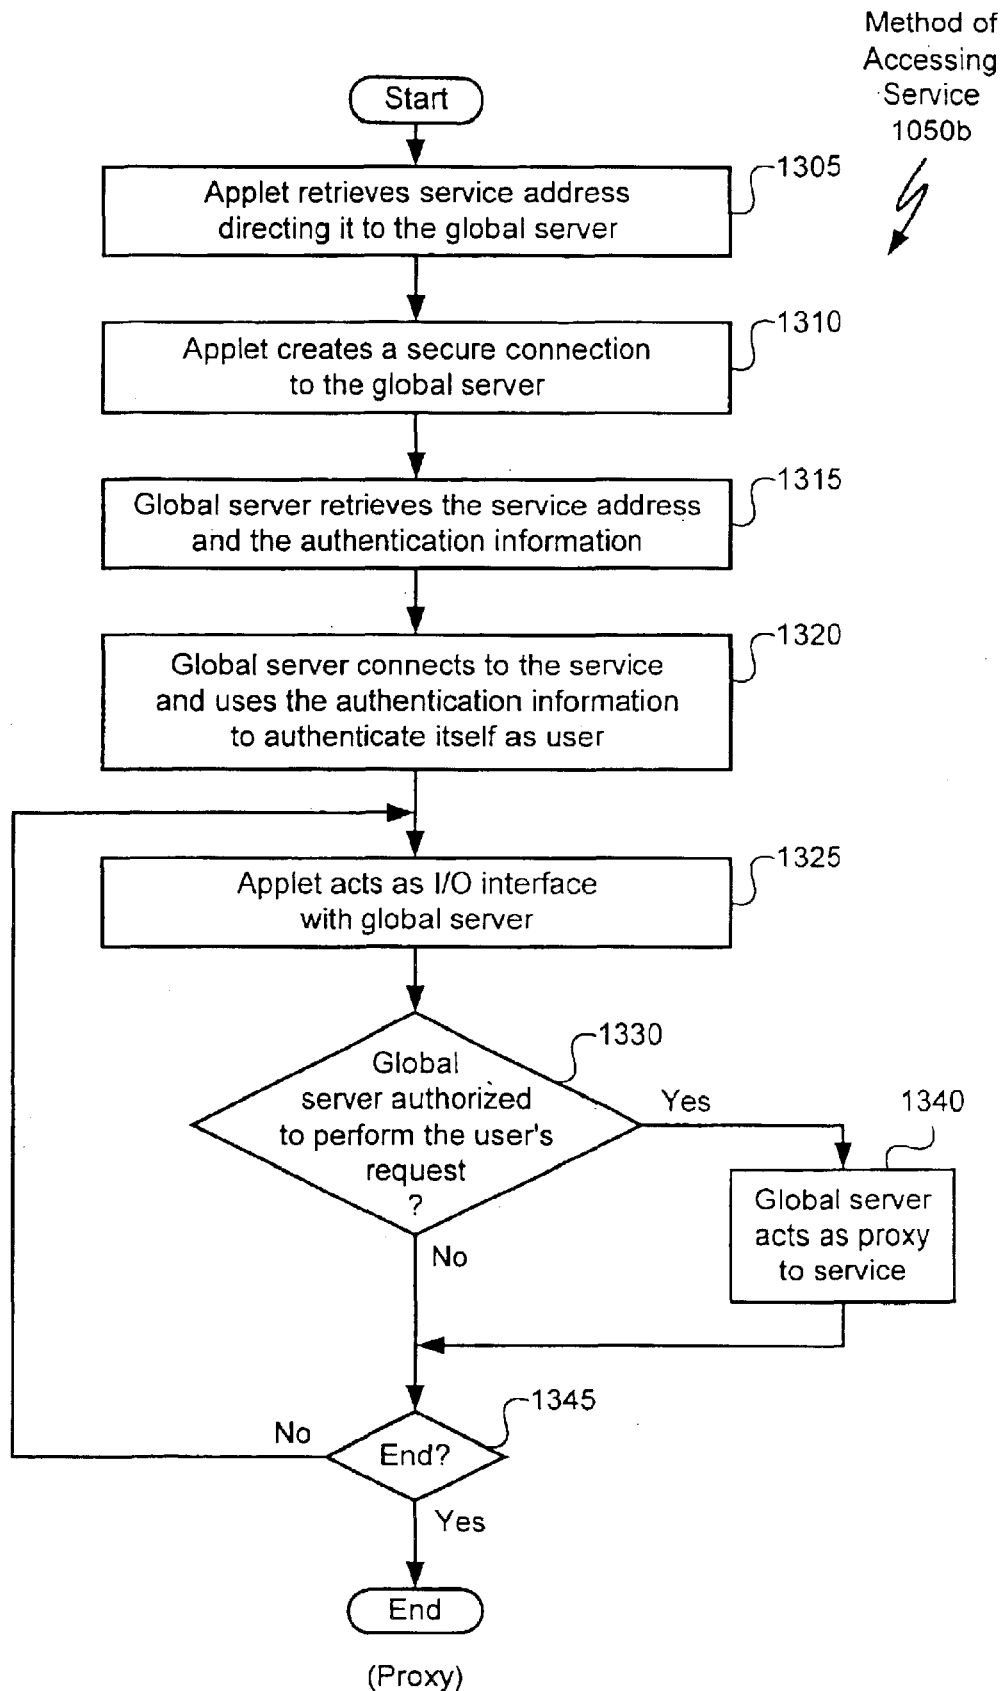 Method of
Accessing
Service
1050b
Start
1305
Applet retrieves service address
directing it to the global server
1310
Applet creates a secure connection
to the global server
1315
Global server retrieves the service address
and the authentication information
1320
Global server connects to the service
and uses the authentication information
to authenticate itself as user
1325
Applet acts as I/O interface
with global server
1330
Global
server authorized
to perform the user's
request
?
Yes
1340
Global server
acts as proxy
to service
No
1345
No
End?
Yes
End
(Proxy)